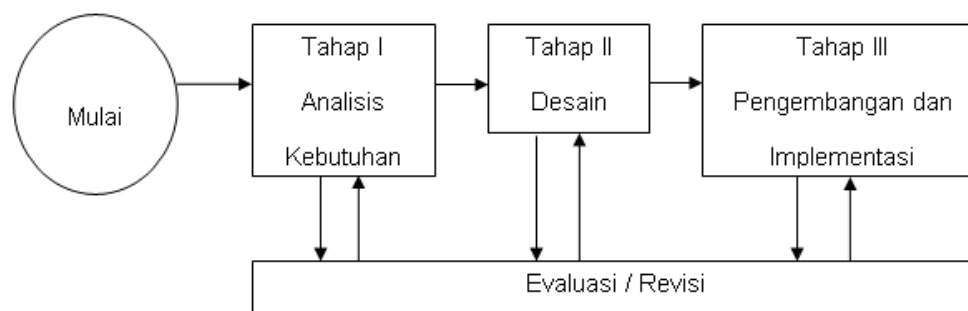 Mulai
Tahap I
Analisis
Kebutuhan
Tahap II
Desain
Tahap III
Pengembangan dan
Implementasi
Evaluasi / Revisi